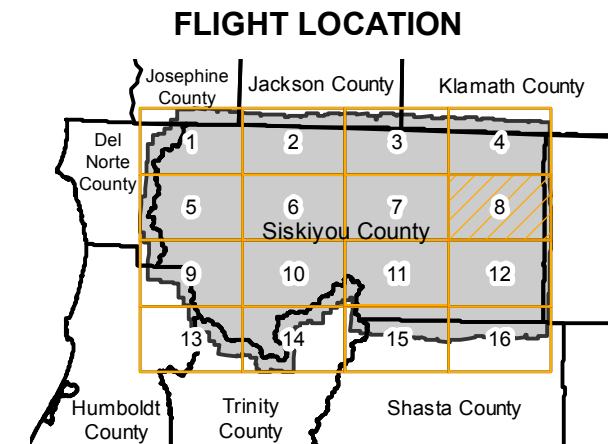 FLIGHT LOCATION
Josephine
County
Jackson County
Klamath County
Del
Norte
County
1
2
3
4
5
6
7
8
Siskiyou County
9
10
11
12
13
14
15
16
Humboldt
County
Trinity
County
Shasta County